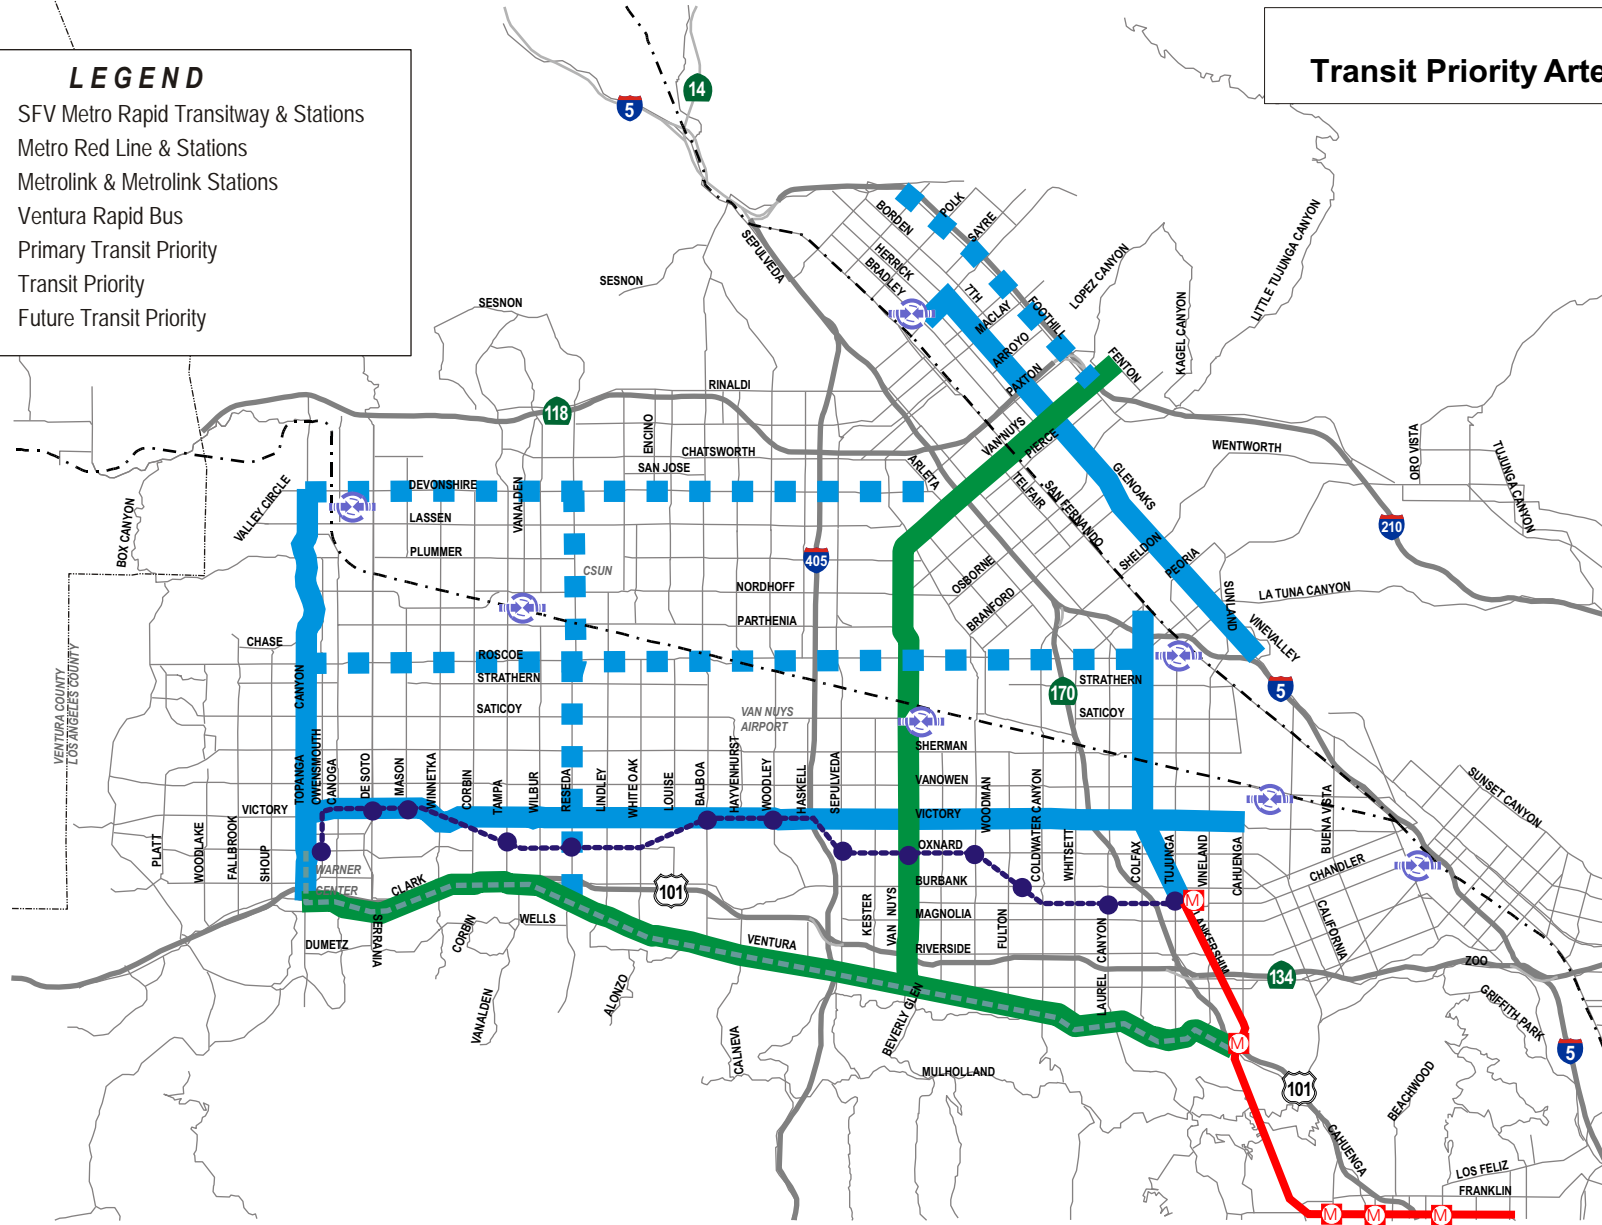 LEGEND
SFV Metro Rapid Transitway & Stations
Metro Red Line & Stations
Metrolink & Metrolink Stations
Ventura Rapid Bus
Primary Transit Priority
Transit Priority
Future Transit Priority
Transit Priority Arte
5
14
SEPULVEDA
BORDEN
POLK
SAYRE
HERRICK
BRADLEY
7TH
MACLAY
ARROYO
PAXTON
FOOTHILL
LOPEZ CANYON
KAGEL CANYON
LITTLE TUJUNGA CANYON
FENTON
SESNON
SESNON
RINALDI
118
ENCINO
CHATSWORTH
SAN JOSE
VAN NUYS
PIERCE
ARLETA
TELFAIR
SAN FERNANDO
GLENOAKS
WENTWORTH
ORO VISTA
TUJUNGA CANYON
210
BOX CANYON
VALLEY CIRCLE
DEVONSHIRE
LASSEN
PLUMMER
VANALDEN
CSUN
405
NORDHOFF
PARTHENIA
OSBORNE
BRANFORD
SHELDON
PEORIA
SUNLAND
LA TUNA CANYON
VINEVALLEY
CHASE
ROSCOE
STRATHERN
SATICOY
VENTURA COUNTY
LOS ANGELES COUNTY
CANYON
TOPANGA
OWENSMOUTH
CANOGA
DE SOTO
MASON
WINNETKA
CORBIN
TAMPA
WILBUR
RESEDA
LINDLEY
WHITE OAK
LOUISE
BALBOA
HAYVENHURST
WOODLEY
HASKELL
SEPULVEDA
VAN NUYS
AIRPORT
170
STRATHERN
SATICOY
5
SHERMAN
VANOWEN
VICTORY
OXNARD
BURBANK
MAGNOLIA
RIVERSIDE
WOODMAN
COLDWATER CANYON
WHITSETT
COLFAX
TUJUNGA
VINELAND
CAHUENGA
BUENA VISTA
SUNSET CANYON
CHANDLER
CALIFORNIA
VICTORY
PLATT
WOODLAKE
FALLBROOK
SHOUP
WARNER
CENTER
CLARK
101
DUMETZ
SERRANIA
CORBIN
WELLS
VANALDEN
ALONZO
VENTURA
CALNEVA
KESTER
VAN NUYS
BEVERLY GLEN
FULTON
LAUREL CANYON
M
LANKERSHIM
134
ZOO
GRIFFITH PARK
5
MULHOLLAND
M
101
BEACHWOOD
CAHUENGA
LOS FELIZ
FRANKLIN
M
M
M